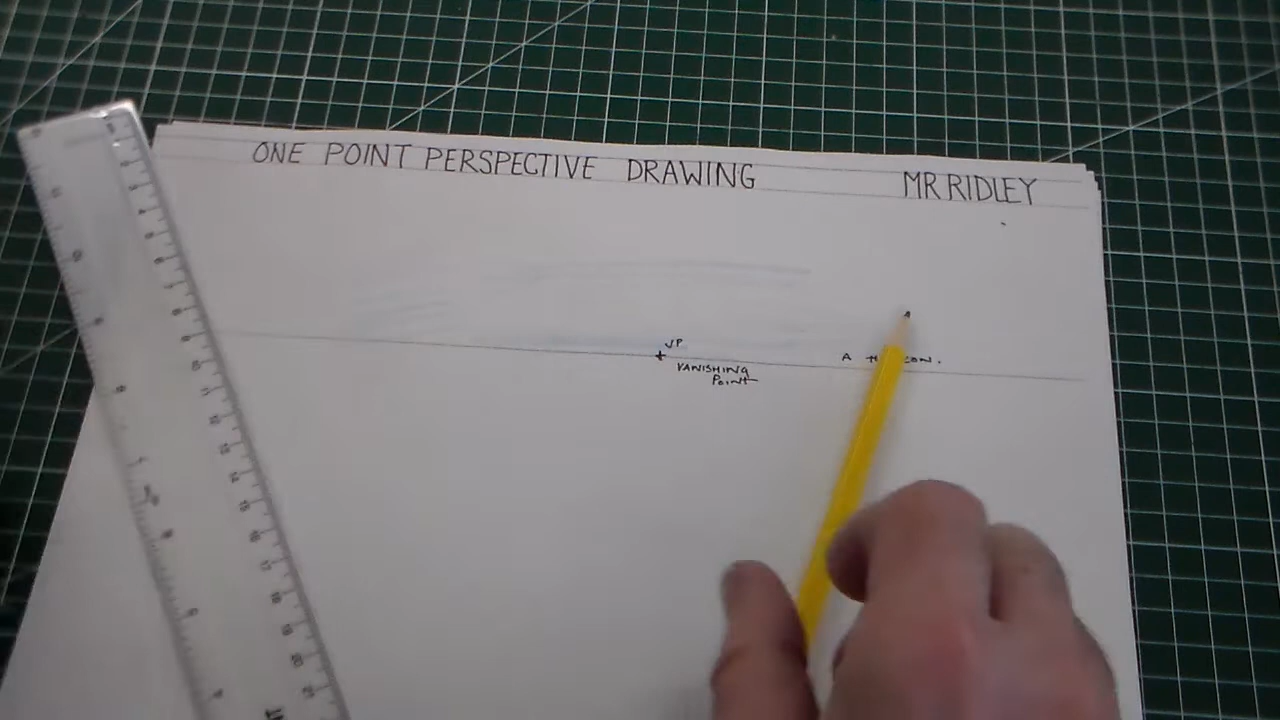 ONE POINT PERSPECTIVE DRAWING MR RIDLEY
VP
VANISHING
POINT
A